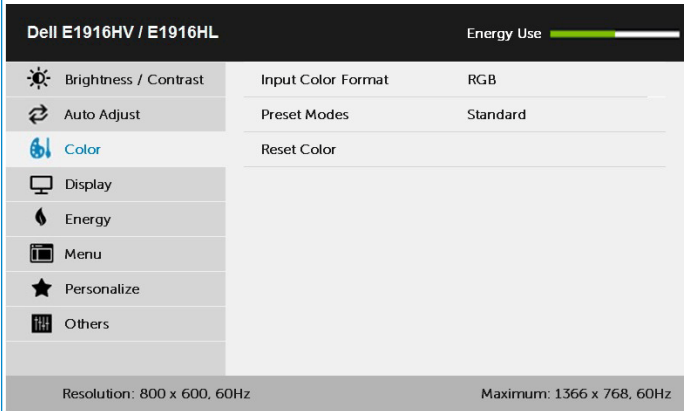 Dell E1916HV / E1916HL Energy Use
Brightness / Contrast Input Color Format RGB
Auto Adjust Preset Modes Standard
Color Reset Color
Display
Energy
Menu
Personalize
Others
Resolution: 800 x 600, 60Hz Maximum: 1366 x 768, 60Hz